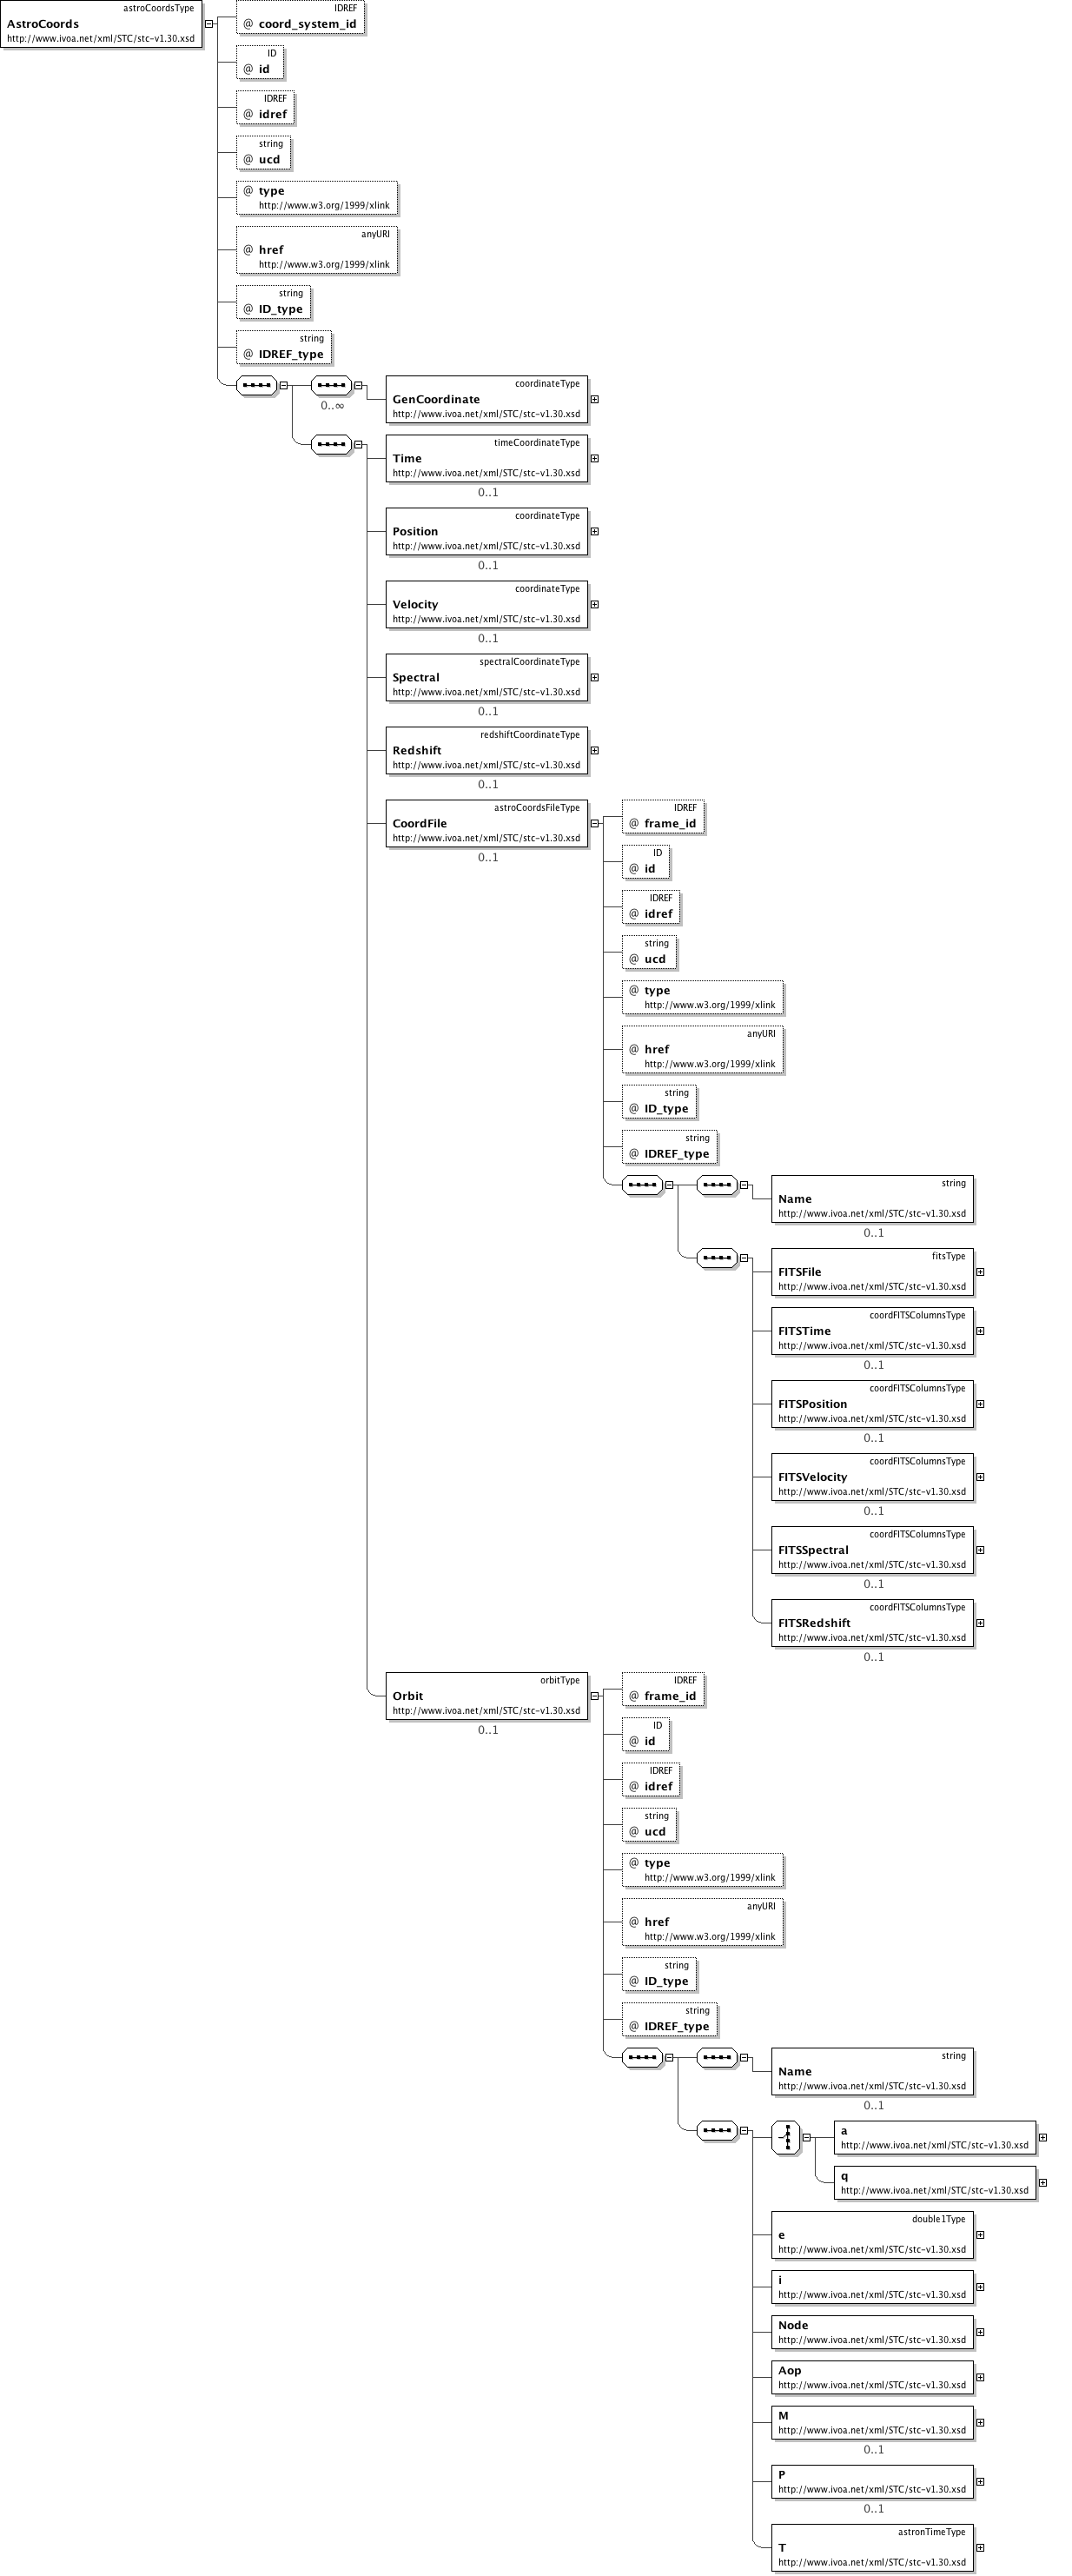 astroCoordsType
AstroCoords
http://www.ivoa.net/xml/STC/stc-v1.30.xsd
IDREF
@ coord_system_id
ID
@ id
IDREF
@ idref
string
@ ucd
@ type
http://www.w3.org/1999/xlink
anyURI
@ href
http://www.w3.org/1999/xlink
string
@ ID_type
string
@ IDREF_type
0..∞
coordinateType
GenCoordinate
http://www.ivoa.net/xml/STC/stc-v1.30.xsd
timeCoordinateType
Time
http://www.ivoa.net/xml/STC/stc-v1.30.xsd
0..1
coordinateType
Position
http://www.ivoa.net/xml/STC/stc-v1.30.xsd
0..1
coordinateType
Velocity
http://www.ivoa.net/xml/STC/stc-v1.30.xsd
0..1
spectralCoordinateType
Spectral
http://www.ivoa.net/xml/STC/stc-v1.30.xsd
0..1
redshiftCoordinateType
Redshift
http://www.ivoa.net/xml/STC/stc-v1.30.xsd
0..1
astroCoordsFileType
CoordFile
http://www.ivoa.net/xml/STC/stc-v1.30.xsd
0..1
IDREF
@ frame_id
ID
@ id
IDREF
@ idref
string
@ ucd
@ type
http://www.w3.org/1999/xlink
anyURI
@ href
http://www.w3.org/1999/xlink
string
@ ID_type
string
@ IDREF_type
string
Name
http://www.ivoa.net/xml/STC/stc-v1.30.xsd
0..1
fitsType
FITSFile
http://www.ivoa.net/xml/STC/stc-v1.30.xsd
coordFITSColumnsType
FITSTime
http://www.ivoa.net/xml/STC/stc-v1.30.xsd
0..1
coordFITSColumnsType
FITSPosition
http://www.ivoa.net/xml/STC/stc-v1.30.xsd
0..1
coordFITSColumnsType
FITSVelocity
http://www.ivoa.net/xml/STC/stc-v1.30.xsd
0..1
coordFITSColumnsType
FITSSpectral
http://www.ivoa.net/xml/STC/stc-v1.30.xsd
0..1
coordFITSColumnsType
FITSRedshift
http://www.ivoa.net/xml/STC/stc-v1.30.xsd
0..1
orbitType
Orbit
http://www.ivoa.net/xml/STC/stc-v1.30.xsd
0..1
IDREF
@ frame_id
ID
@ id
IDREF
@ idref
string
@ ucd
@ type
http://www.w3.org/1999/xlink
anyURI
@ href
http://www.w3.org/1999/xlink
string
@ ID_type
string
@ IDREF_type
string
Name
http://www.ivoa.net/xml/STC/stc-v1.30.xsd
0..1
a
http://www.ivoa.net/xml/STC/stc-v1.30.xsd
q
http://www.ivoa.net/xml/STC/stc-v1.30.xsd
double1Type
e
http://www.ivoa.net/xml/STC/stc-v1.30.xsd
i
http://www.ivoa.net/xml/STC/stc-v1.30.xsd
Node
http://www.ivoa.net/xml/STC/stc-v1.30.xsd
Aop
http://www.ivoa.net/xml/STC/stc-v1.30.xsd
M
http://www.ivoa.net/xml/STC/stc-v1.30.xsd
0..1
P
http://www.ivoa.net/xml/STC/stc-v1.30.xsd
0..1
astronTimeType
T
http://www.ivoa.net/xml/STC/stc-v1.30.xsd